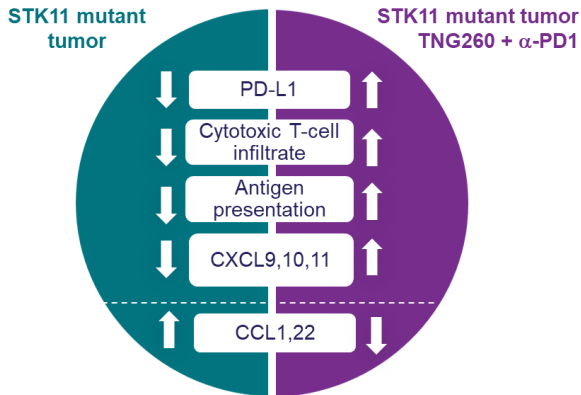 STK11 mutant
tumor
STK11 mutant tumor
TNG260 + α-PD1
PD-L1
Cytotoxic T-cell
infiltrate
Antigen
presentation
CXCL9,10,11
CCL1,22